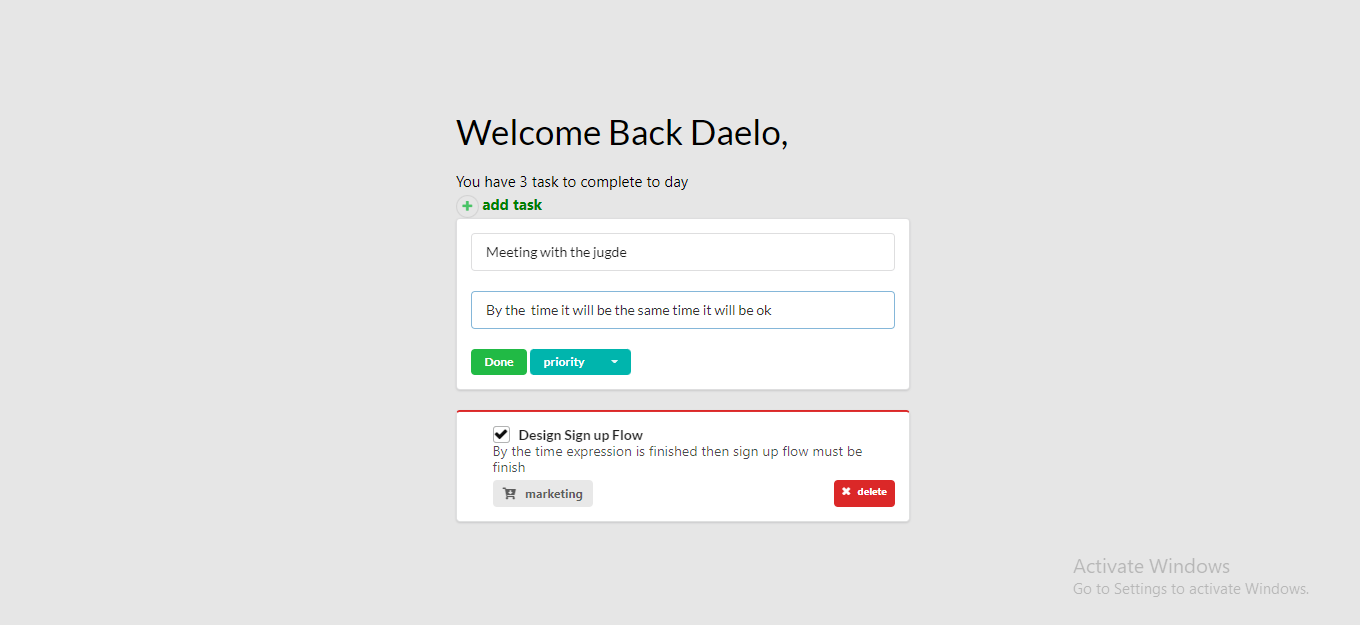 Welcome Back Daelo,
You have 3 task to complete to day
add task
Meeting with the jugde
By the  time it will be the same time it will be ok
Done priority
Design Sign up Flow
By the time expression is finished then sign up flow must be
finish
marketing delete
Activate Windows
Go to Settings to activate Windows.